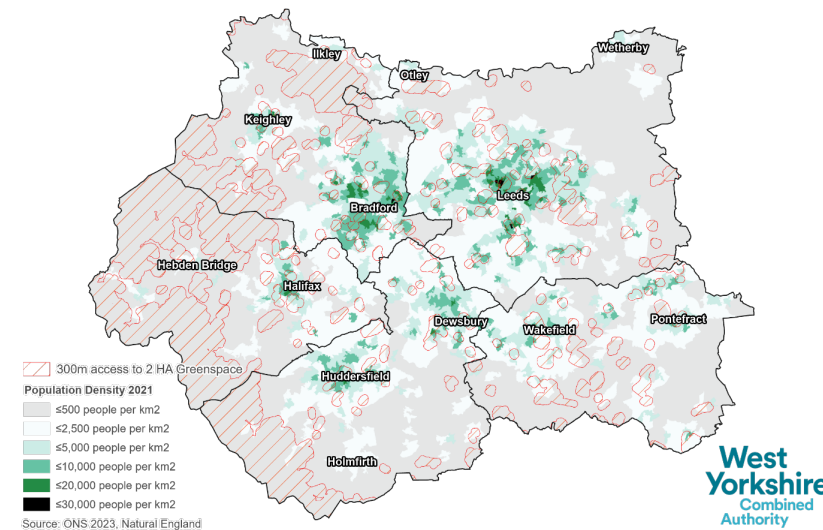 Ilkley
Wetherby
Otley
Keighley
Leeds
Bradford
Hebden Bridge
Halifax
Dewsbury
Wakefield
Pontefract
Huddersfield
Holmfirth
300m access to 2 HA Greenspace
Population Density 2021
≤500 people per km2
≤2,500 people per km2
≤5,000 people per km2
≤10,000 people per km2
≤20,000 people per km2
≤30,000 people per km2
Source: ONS 2023, Natural England
West
Yorkshire
Combined
Authority